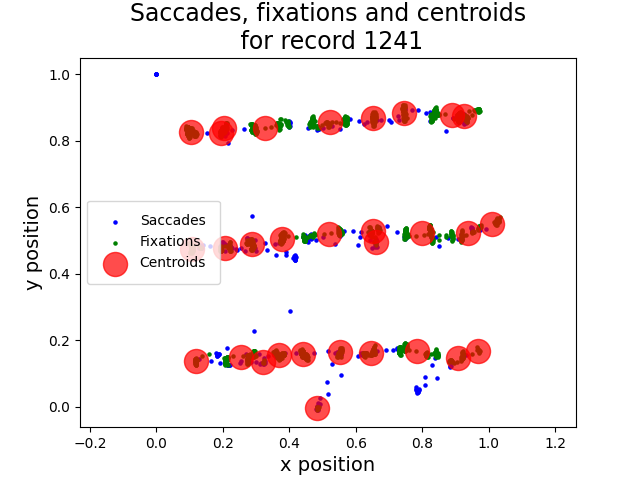 Saccades, fixations and centroids
for record 1241
1.0
0.8
0.6
0.4
0.2
0.0
y position
Saccades
Fixations
Centroids
−0.2 0.0 0.2 0.4 0.6 0.8 1.0 1.2
x position